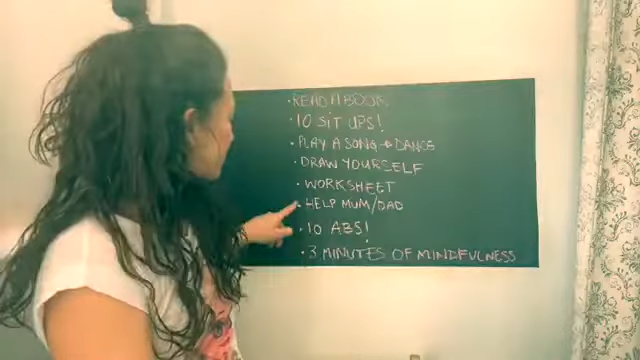 · READ A BOOK
· 10 SIT UPS!
· PLAY A SONG → DANCE
· DRAW YOURSELF
· WORKSHEET
· HELP MUM/DAD
· 10 ABS!
· 3 MINUTES OF MINDFULNESS